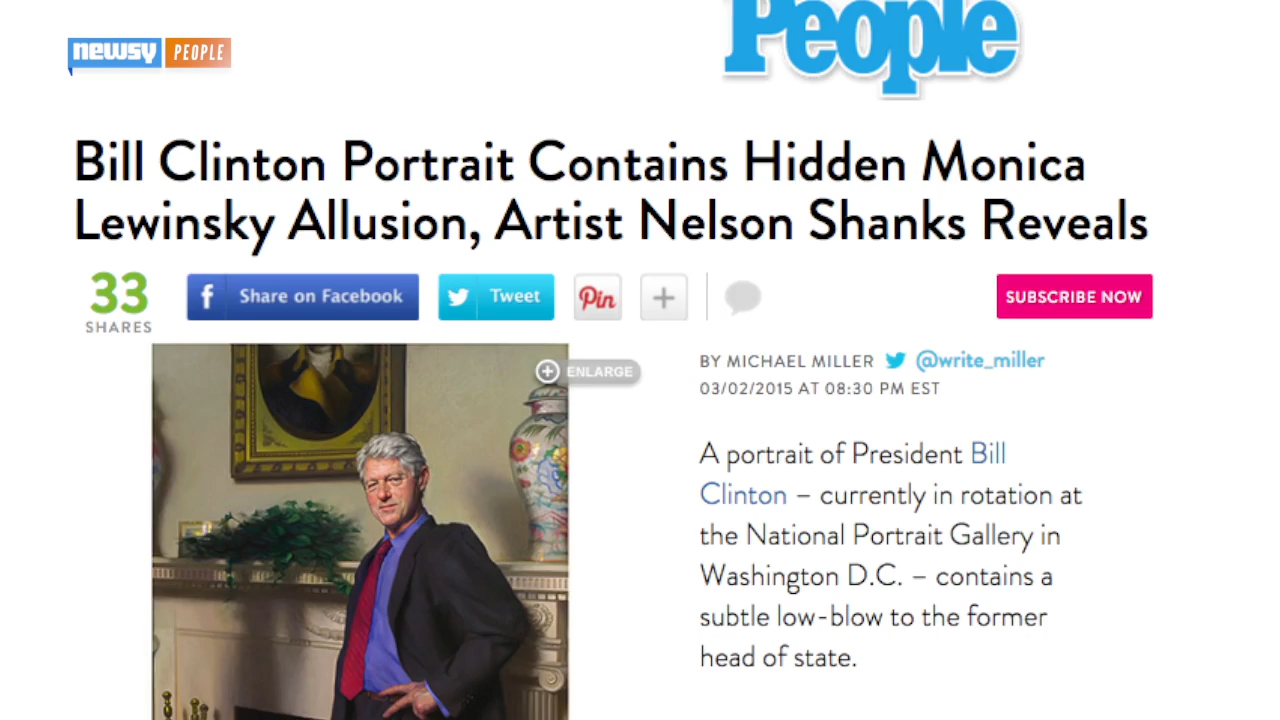 newsy PEOPLE
People
Bill Clinton Portrait Contains Hidden Monica
Lewinsky Allusion, Artist Nelson Shanks Reveals
33
SHARES
f Share on Facebook
Tweet
Pin
+
SUBSCRIBE NOW
+ ENLARGE
BY MICHAEL MILLER @write_miller
03/02/2015 AT 08:30 PM EST
A portrait of President Bill
Clinton – currently in rotation at
the National Portrait Gallery in
Washington D.C. – contains a
subtle low-blow to the former
head of state.